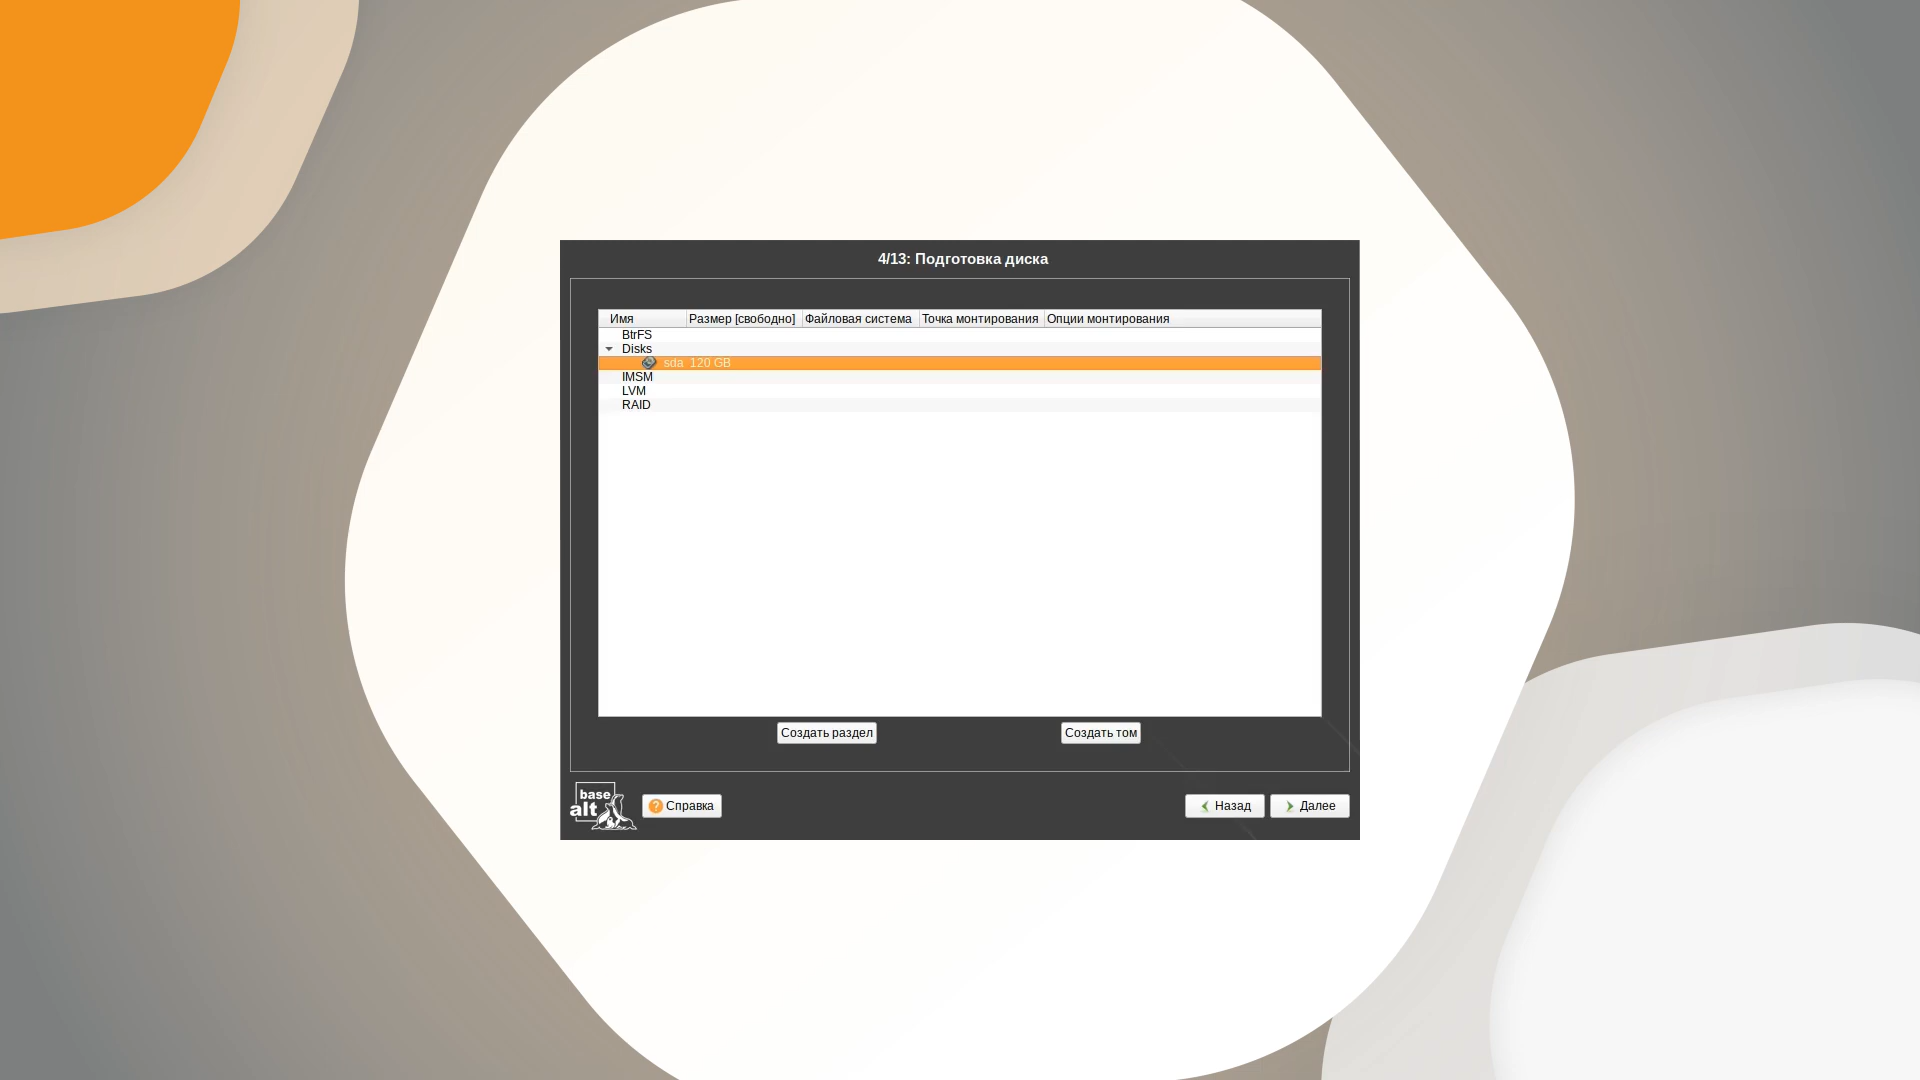 4/13: Подготовка диска
Имя Размер [свободно] Файловая система Точка монтирования Опции монтирования
BtrFS
Disks
sda 120 GB
IMSM
LVM
RAID
Создать раздел Создать том
base
alt
? Справка Назад Далее